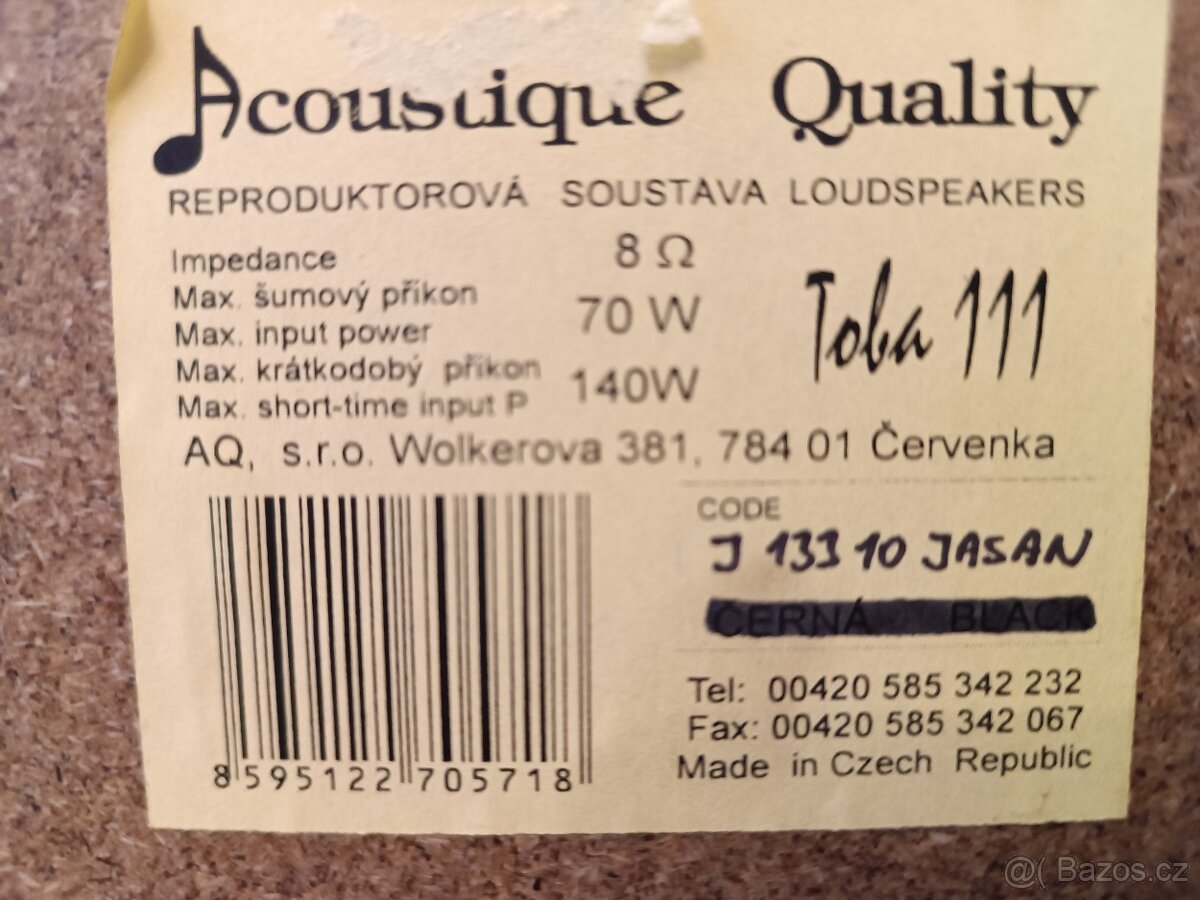 Acoustique Quality
REPRODUKTOROVÁ SOUSTAVA LOUDSPEAKERS
Impedance 8 Ω
Max. šumový příkon
Max. input power 70 W
Max. krátkodobý příkon
Max. short-time input P 140W
Toba 111
AQ, s.r.o. Wolkerova 381, 784 01 Červenka
CODE
J 13310 JASAN
ČERNÁ BLACK
8595122705718
Tel: 00420 585 342 232
Fax: 00420 585 342 067
Made in Czech Republic
@( Bazos.cz